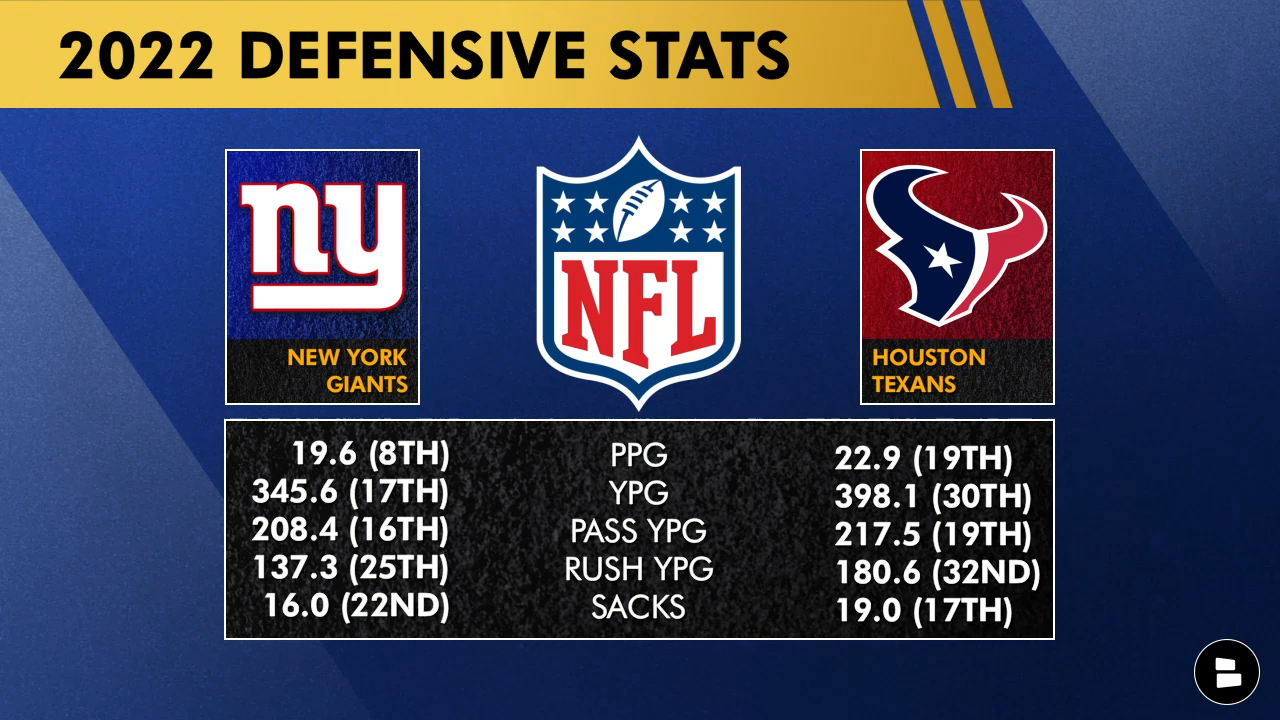 2022 DEFENSIVE STATS
ny
NFL
NEW YORK
GIANTS
HOUSTON
TEXANS
19.6 (8TH) PPG 22.9 (19TH)
345.6 (17TH) YPG 398.1 (30TH)
208.4 (16TH) PASS YPG 217.5 (19TH)
137.3 (25TH) RUSH YPG 180.6 (32ND)
16.0 (22ND) SACKS 19.0 (17TH)